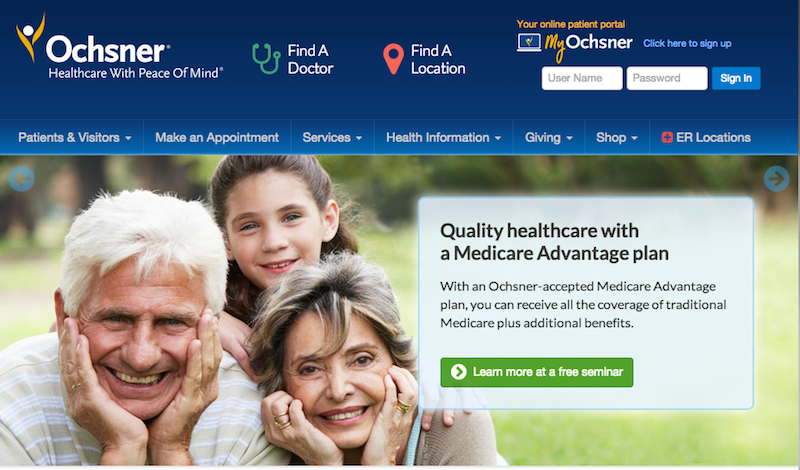 Ochsner®
Healthcare With Peace Of Mind®
Find A
Doctor
Find A
Location
Your online patient portal
MyOchsner
Click here to sign up
User Name
Password
Sign In
Patients & Visitors
Make an Appointment
Services
Health Information
Giving
Shop
ER Locations
Quality healthcare with
a Medicare Advantage plan
With an Ochsner-accepted Medicare Advantage
plan, you can receive all the coverage of traditional
Medicare plus additional benefits.
Learn more at a free seminar